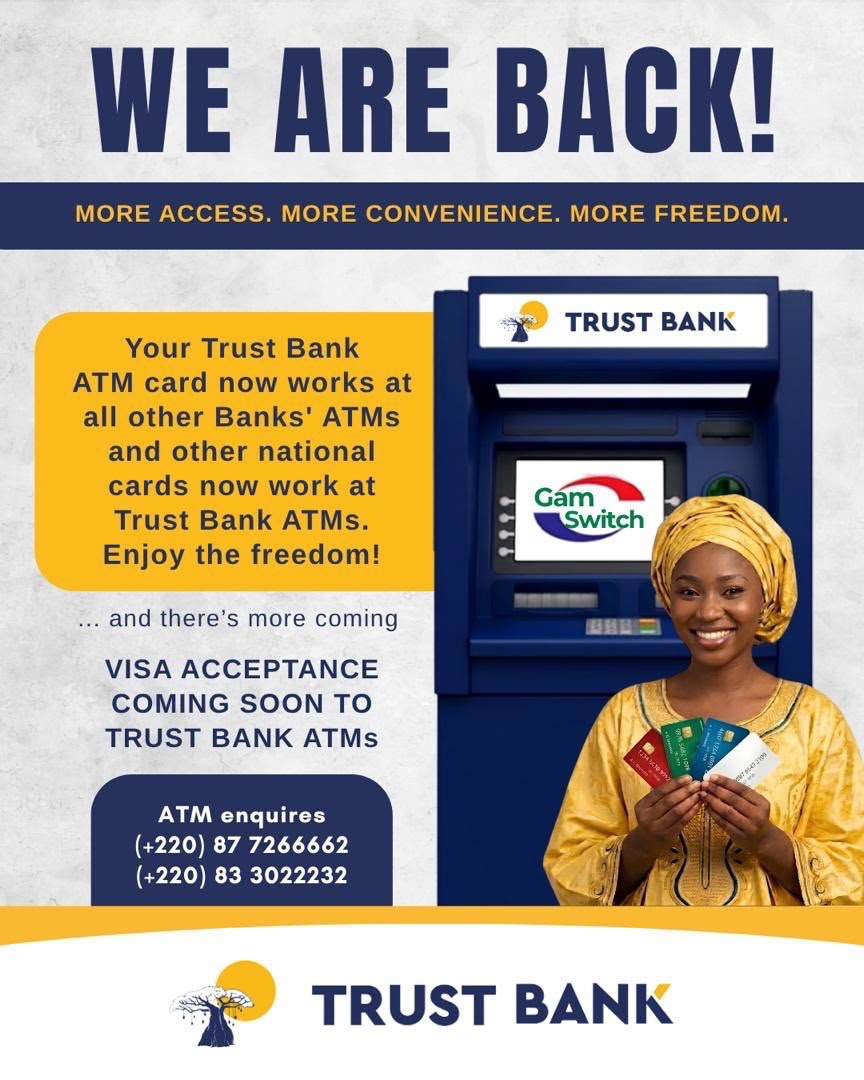 WE ARE BACK!
MORE ACCESS. MORE CONVENIENCE. MORE FREEDOM.
TRUST BANK
Your Trust Bank
ATM card now works at
all other Banks' ATMs
and other national
cards now work at
Trust Bank ATMs.
Enjoy the freedom!
Gam
Switch
... and there's more coming
VISA ACCEPTANCE
COMING SOON TO
TRUST BANK ATMs
ATM enquires
(+220) 87 7266662
(+220) 83 3022232
TRUST BANK